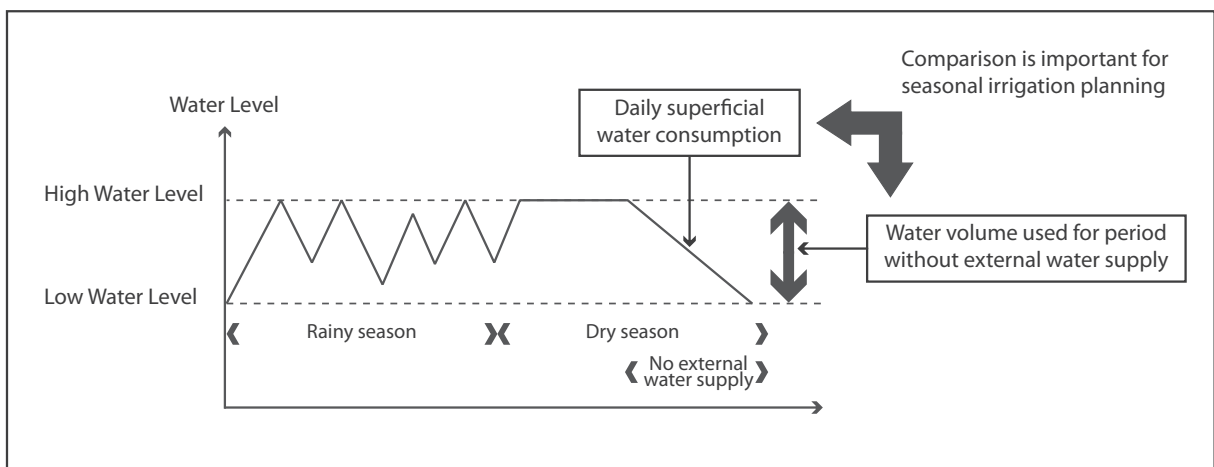 Comparison is important for
seasonal irrigation planning
Water Level
Daily superficial
water consumption
High Water Level
Water volume used for period
without external water supply
Low Water Level
Rainy season
Dry season
No external
water supply